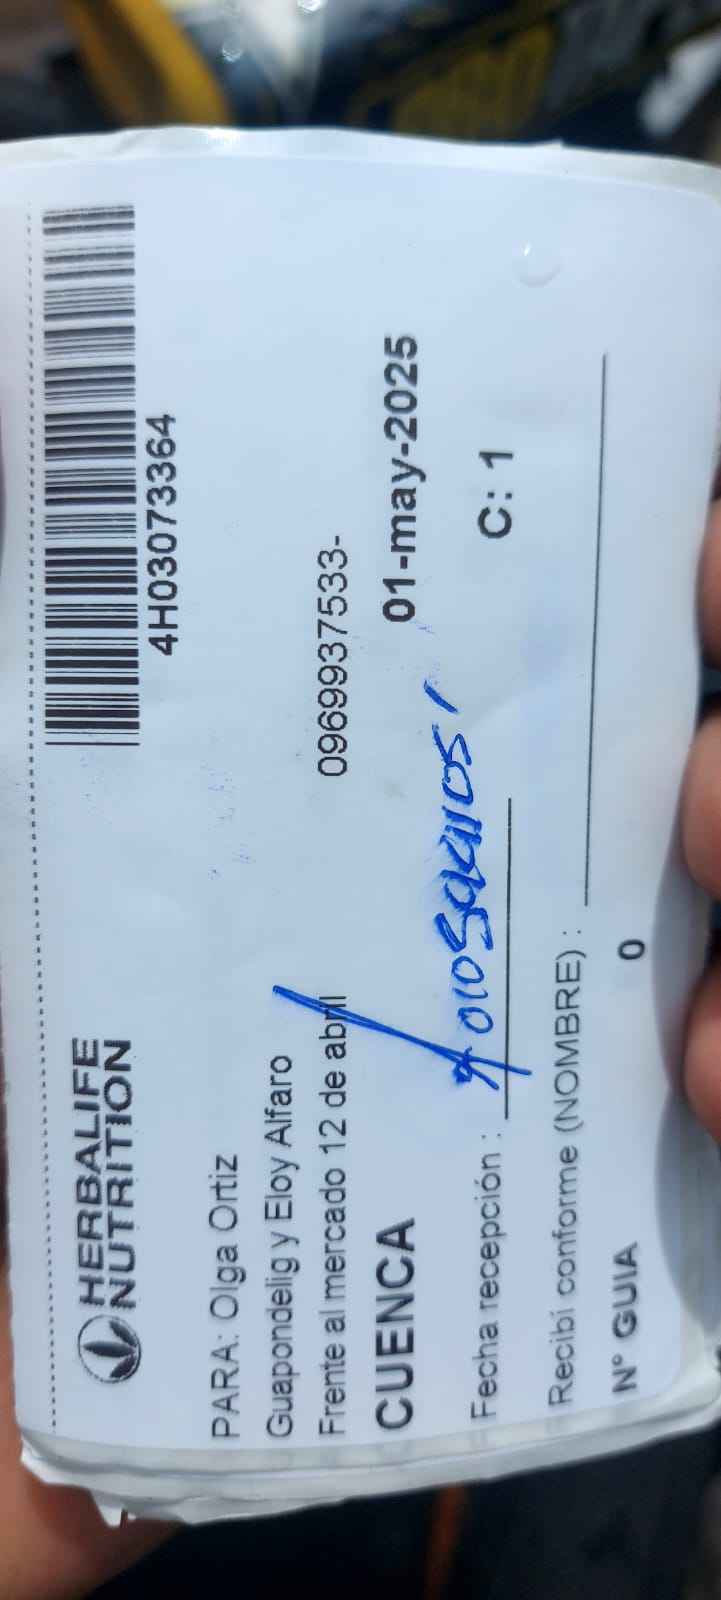 HERBALIFE
NUTRITION
4H03073364
PARA: Olga Ortiz
Guapondelig y Eloy Alfaro
Frente al mercado 12 de abril
0969937533-
CUENCA
01-may-2025
Fecha recepción :
C: 1
Recibí conforme (NOMBRE) :
N° GUIA
0